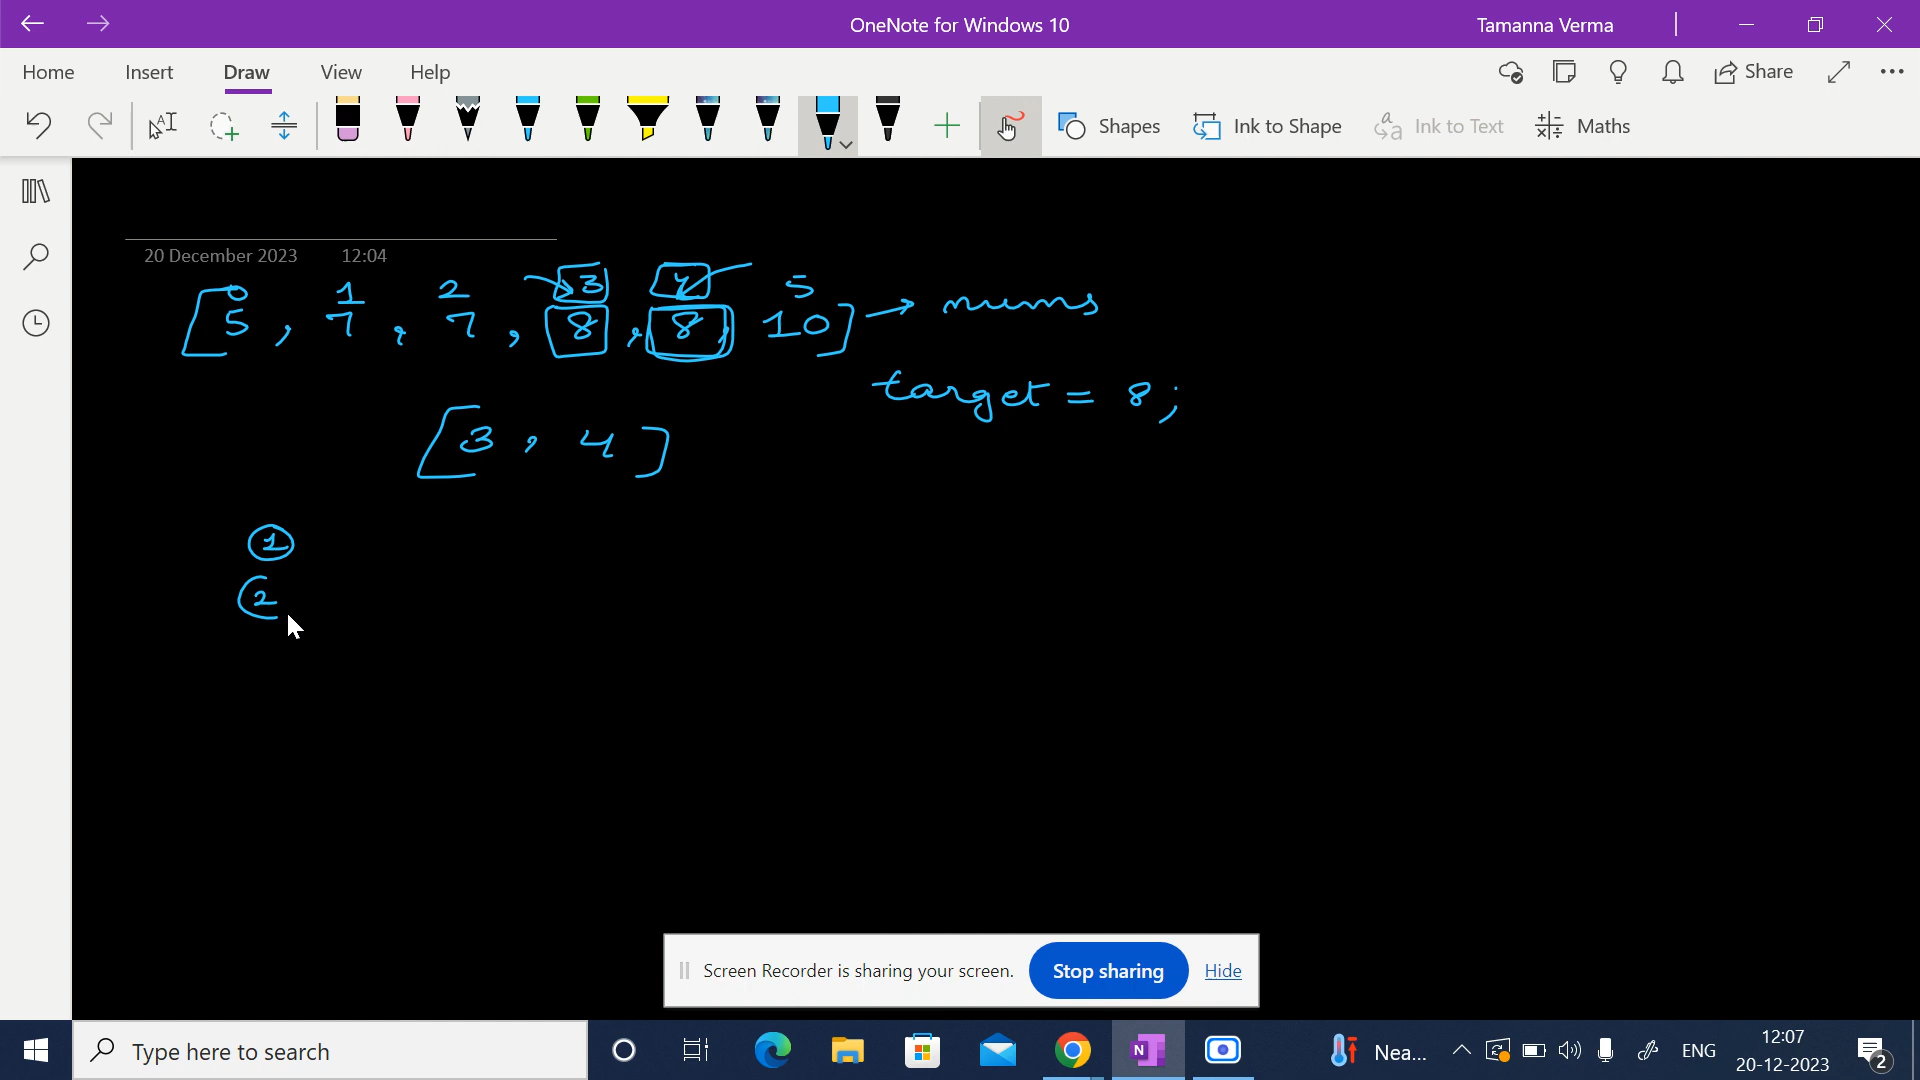 OneNote for Windows 10
Tamanna Verma
Home Insert Draw View Help
Share
Shapes Ink to Shape Ink to Text Maths
20 December 2023 12:04
0 1 2 3 4 5
[5, 7, 7, 8, 8, 10] → nums
target = 8;
[3, 4]
1
2
Screen Recorder is sharing your screen. Stop sharing Hide
Type here to search
Nea...
ENG
12:07
20-12-2023
2